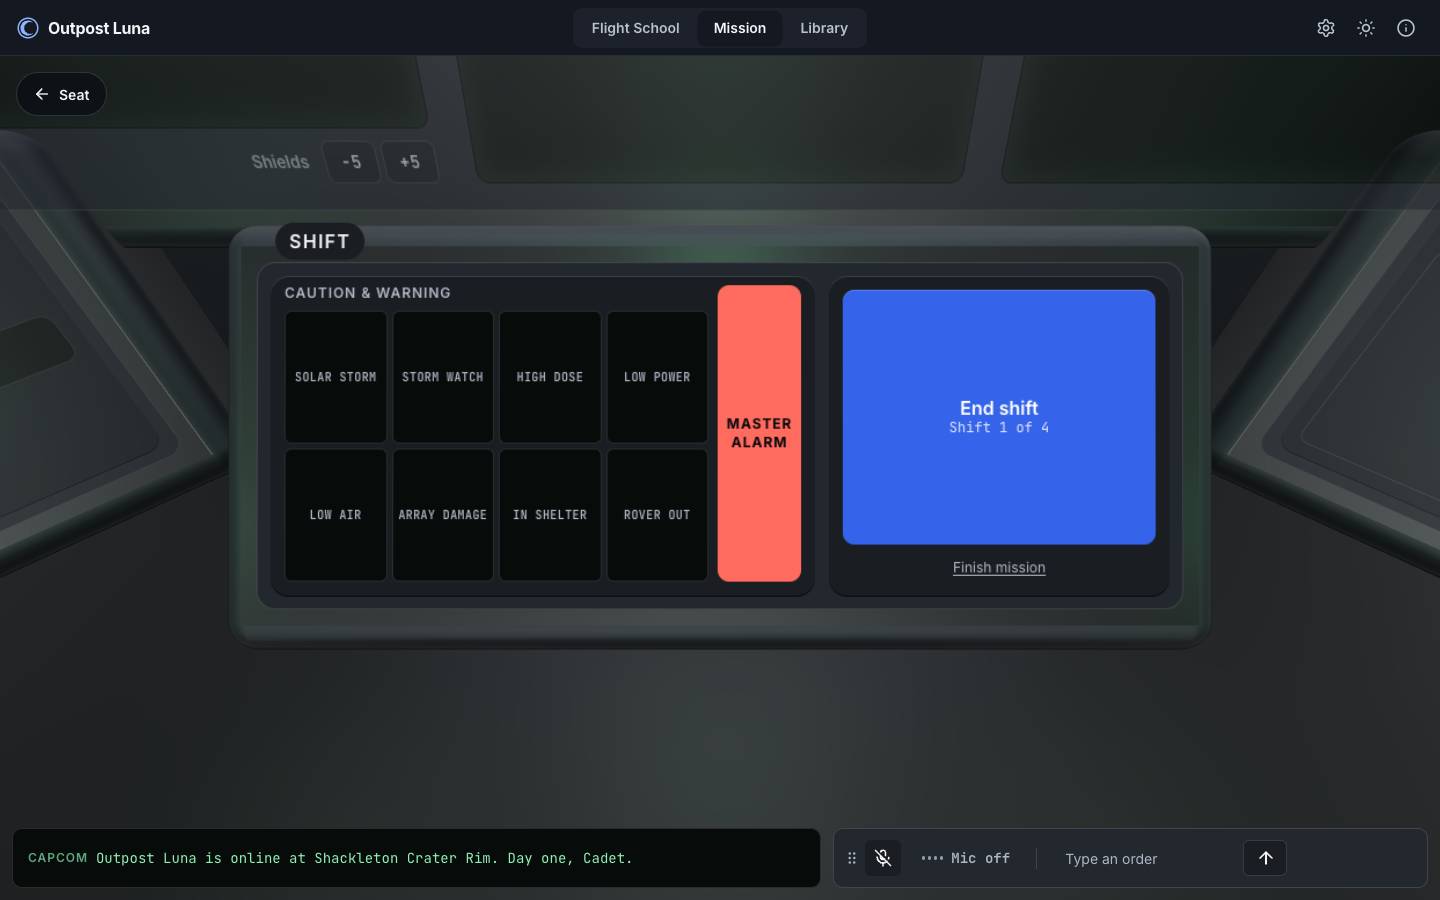 Outpost Luna
Flight School
Mission
Library
Seat
Shields
-5
+5
SHIFT
CAUTION & WARNING
SOLAR STORM
STORM WATCH
HIGH DOSE
LOW POWER
LOW AIR
ARRAY DAMAGE
IN SHELTER
ROVER OUT
MASTER
ALARM
End shift
Shift 1 of 4
Finish mission
CAPCOM Outpost Luna is online at Shackleton Crater Rim. Day one, Cadet.
Mic off
Type an order